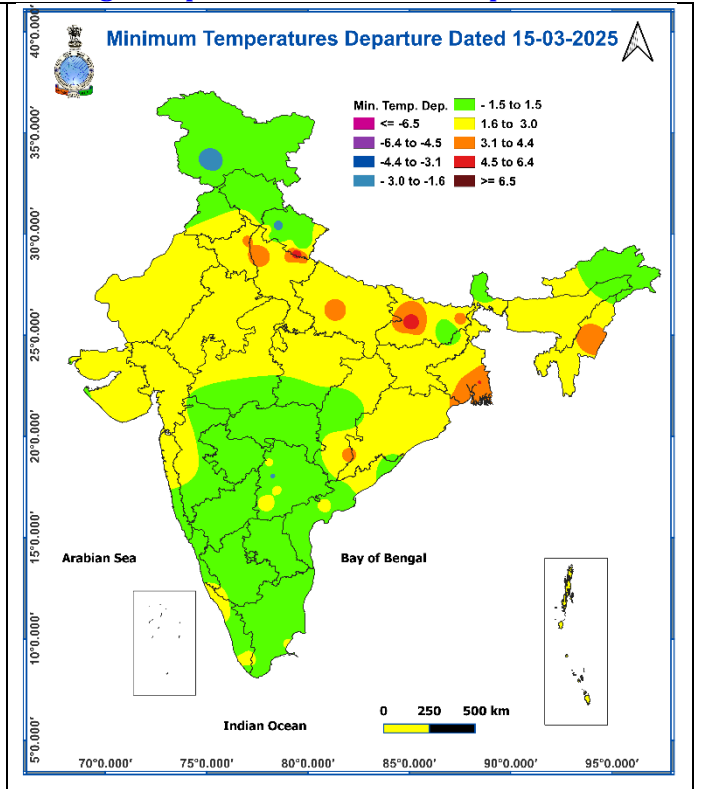 Minimum Temperatures Departure Dated 15-03-2025
Min. Temp. Dep.
<= -6.5
-6.4 to -4.5
-4.4 to -3.1
- 3.0 to -1.6
- 1.5 to 1.5
1.6 to 3.0
3.1 to 4.4
4.5 to 6.4
>= 6.5
40°0.000'
35°0.000'
30°0.000'
25°0.000'
20°0.000'
15°0.000'
10°0.000'
5°0.000'
Arabian Sea
Bay of Bengal
Indian Ocean
0 250 500 km
70°0.000' 75°0.000' 80°0.000' 85°0.000' 90°0.000' 95°0.000'